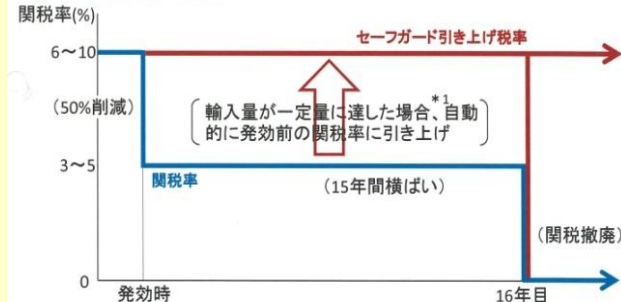 関税率(%)
セーフガード引き上げ税率
6～10
(50%削減)
輸入量が一定量に達した場合、*1自動
的に発効前の関税率に引き上げ
3～5
関税率
(15年間横ばい)
(関税撤廃)
0
発効時
16年目